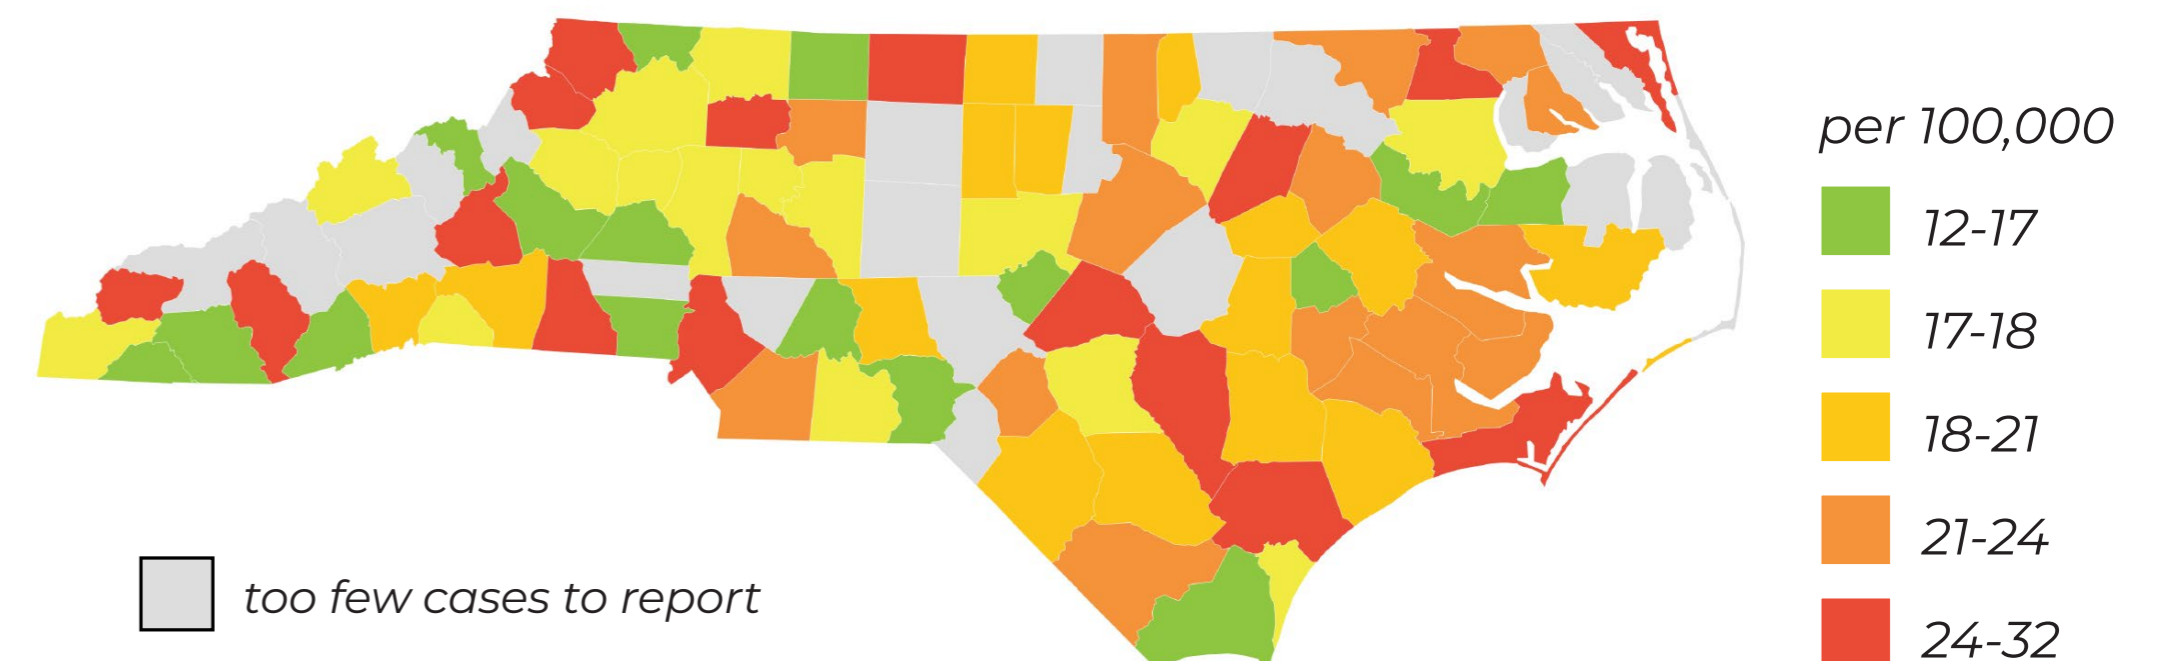 per 100,000
12-17
17-18
18-21
21-24
24-32
too few cases to report